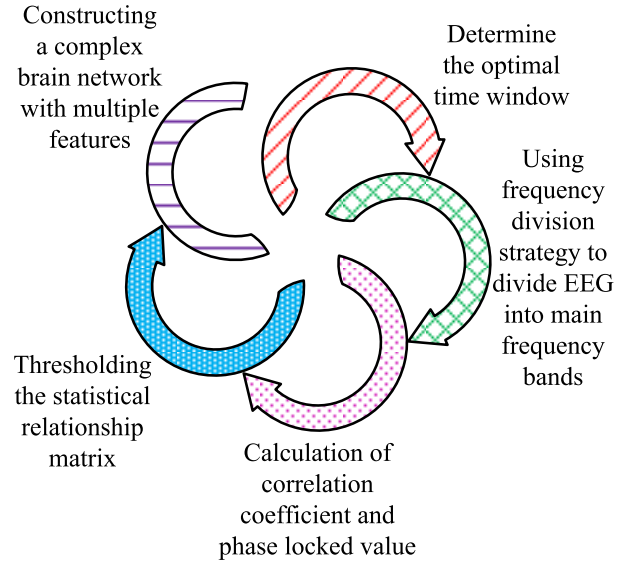 Constructing
a complex
brain network
with multiple
features
Determine
the optimal
time window
Using
frequency
division
strategy to
divide EEG
into main
frequency
bands
Calculation of
correlation
coefficient and
phase locked value
Thresholding
the statistical
relationship
matrix